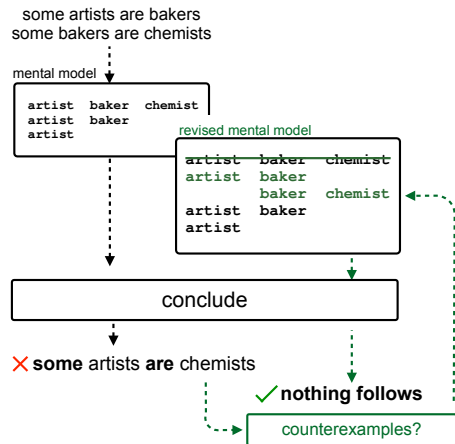 some artists are bakers
some bakers are chemists
mental model
artist baker chemist
artist baker
artist
revised mental model
artist baker chemist
artist baker
baker chemist
artist baker
artist
conclude
some artists are chemists
nothing follows
counterexamples?